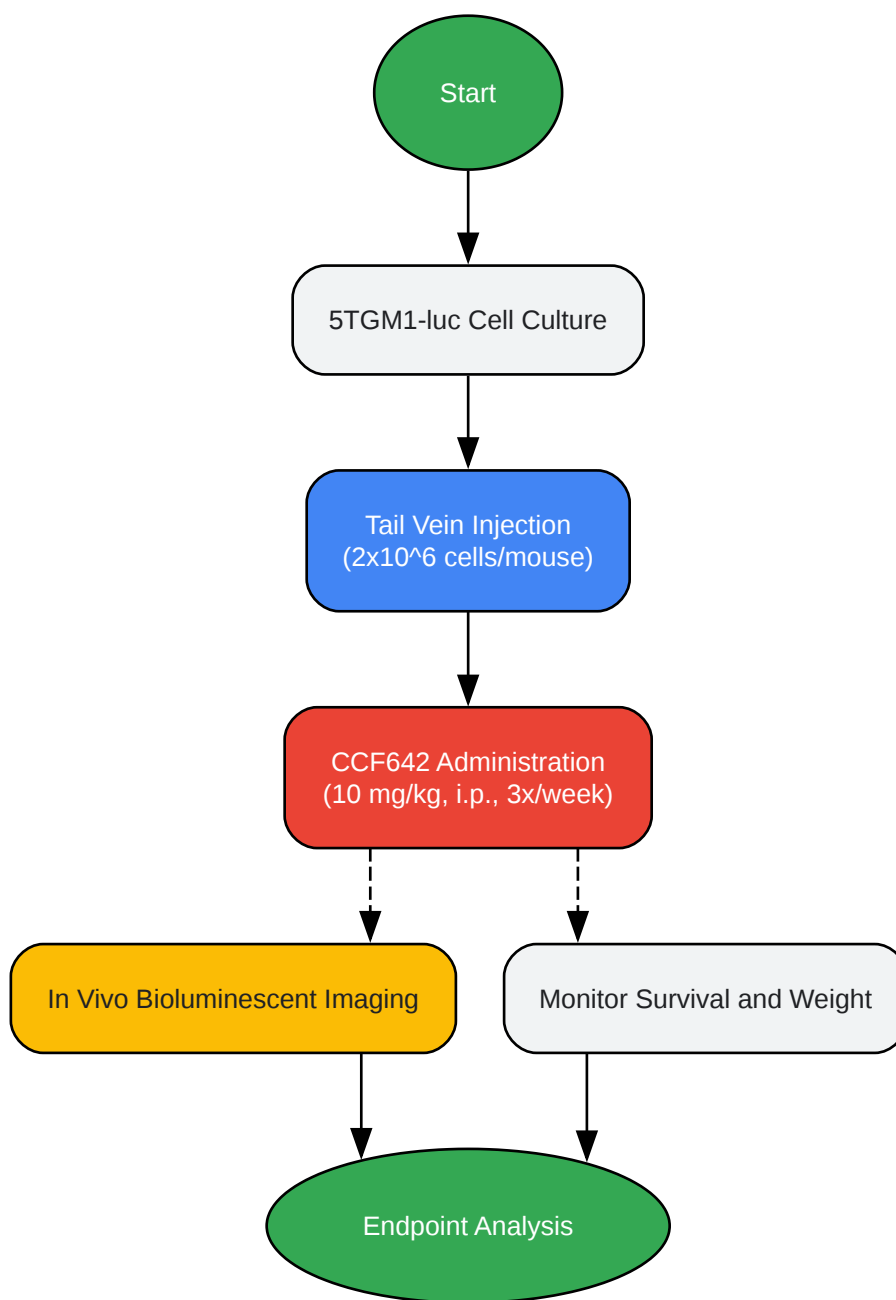 Start
5TGM1-luc Cell Culture
Tail Vein Injection
(2x10^6 cells/mouse)
CCF642 Administration
(10 mg/kg, i.p., 3x/week)
In Vivo Bioluminescent Imaging
Monitor Survival and Weight
Endpoint Analysis